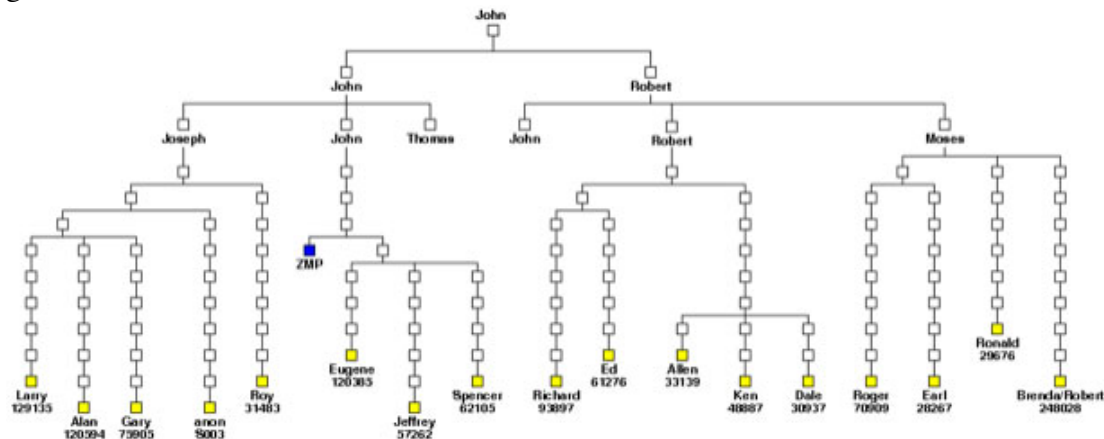 John
John
Robert
Joseph
John
Thomas
John
Robert
Moses
ZMP
Ronald
29676
Eugene
120385
Ed
61276
Allen
33139
Larry
129135
Roy
31483
Spencer
62105
Richard
93897
Ken
48887
Dale
30937
Roger
70909
Earl
28267
Brenda/Robert
248028
Alan
120594
Gary
75905
anon
Jeffrey
57262